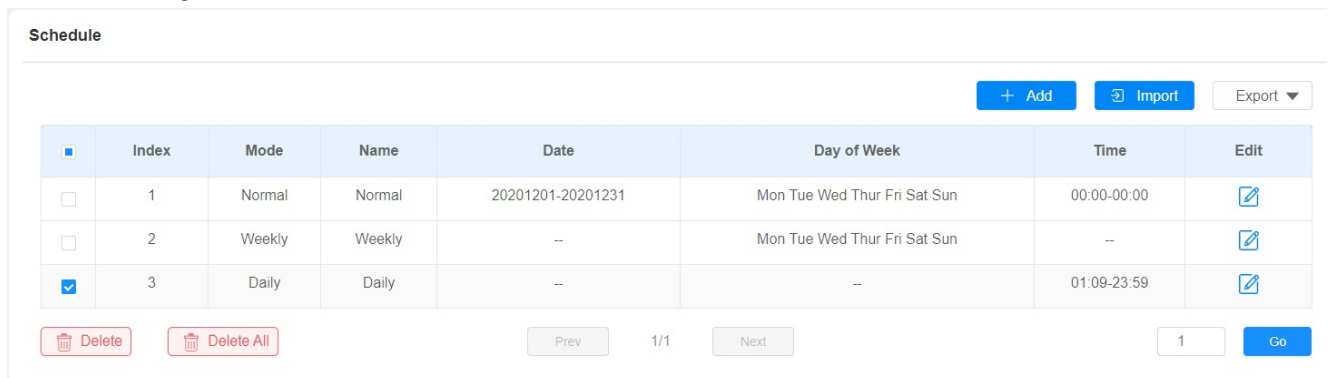 Schedule
+ Add Import Export
Index Mode Name Date Day of Week Time Edit
1 Normal Normal 20201201-20201231 Mon Tue Wed Thur Fri Sat Sun 00:00-00:00
2 Weekly Weekly -- Mon Tue Wed Thur Fri Sat Sun --
3 Daily Daily -- -- 01:09-23:59
Delete Delete All Prev 1/1 Next 1 Go